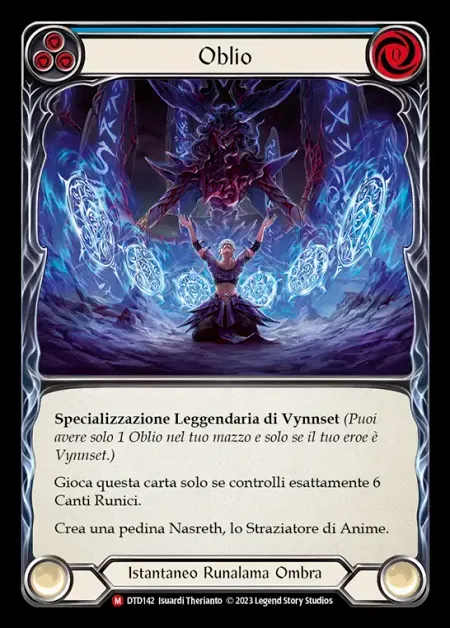 Oblio
0
Specializzazione Leggendaria di Vynnset (Puoi
avere solo 1 Oblio nel tuo mazzo e solo se il tuo eroe è
Vynnset.)
Gioca questa carta solo se controlli esattamente 6
Canti Runici.
Crea una pedina Nasreth, lo Straziatore di Anime.
Istantaneo Runalama Ombra
M DTD142 Isuardi Therianto © 2023 Legend Story Studios